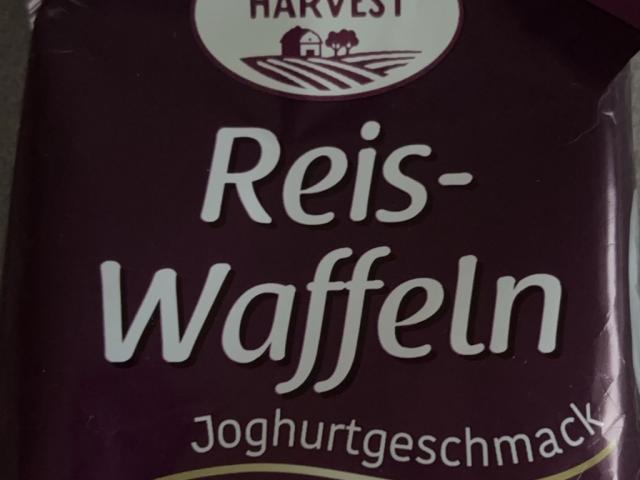 HARVEST
Reis-
Waffeln
Joghurtgeschmack